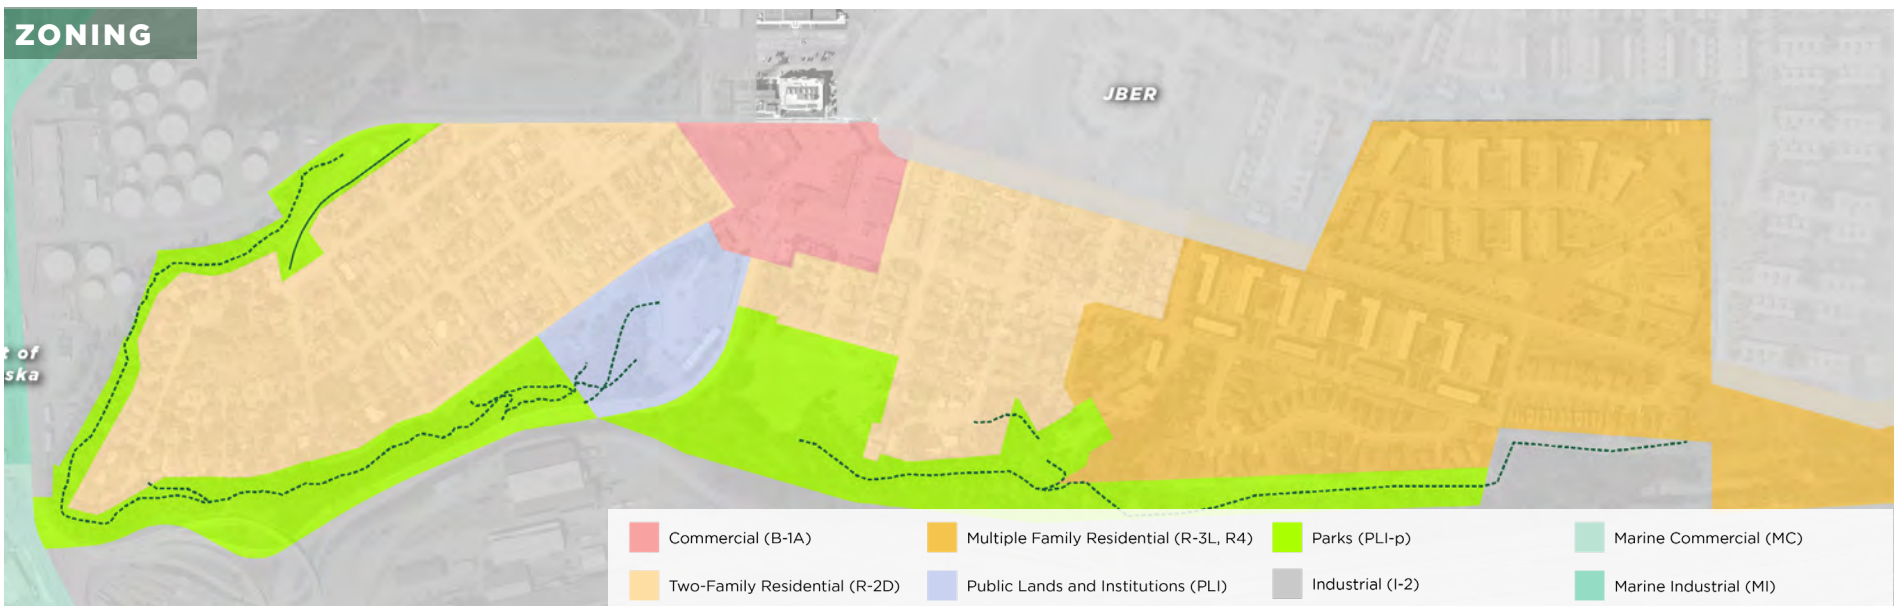 ZONING
JBER
t of
ska
Commercial (B-1A)
Multiple Family Residential (R-3L, R4)
Parks (PLI-p)
Marine Commercial (MC)
Two-Family Residential (R-2D)
Public Lands and Institutions (PLI)
Industrial (I-2)
Marine Industrial (MI)